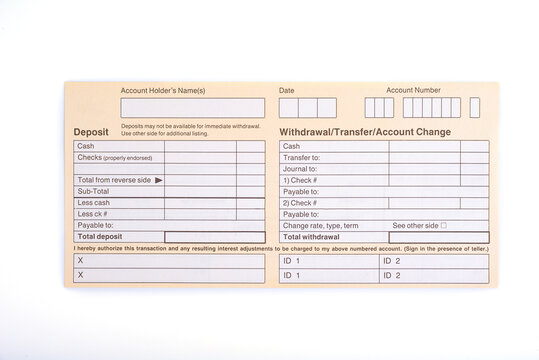 Account Holder's Name(s) Date Account Number
Deposit
Deposits may not be available for immediate withdrawal.
Use other side for additional listing.
Withdrawal/Transfer/Account Change
Cash
Checks (properly endorsed)
Total from reverse side ▶
Sub-Total
Less cash
Less ck #
Payable to:
Total deposit
Cash
Transfer to:
Journal to:
1) Check #
Payable to:
2) Check #
Payable to:
Change rate, type, term See other side □
Total withdrawal
I hereby authorize this transaction and any resulting interest adjustments to be charged to my above numbered account. (Sign in the presence of teller.)
X
X
ID 1 ID 2
ID 1 ID 2